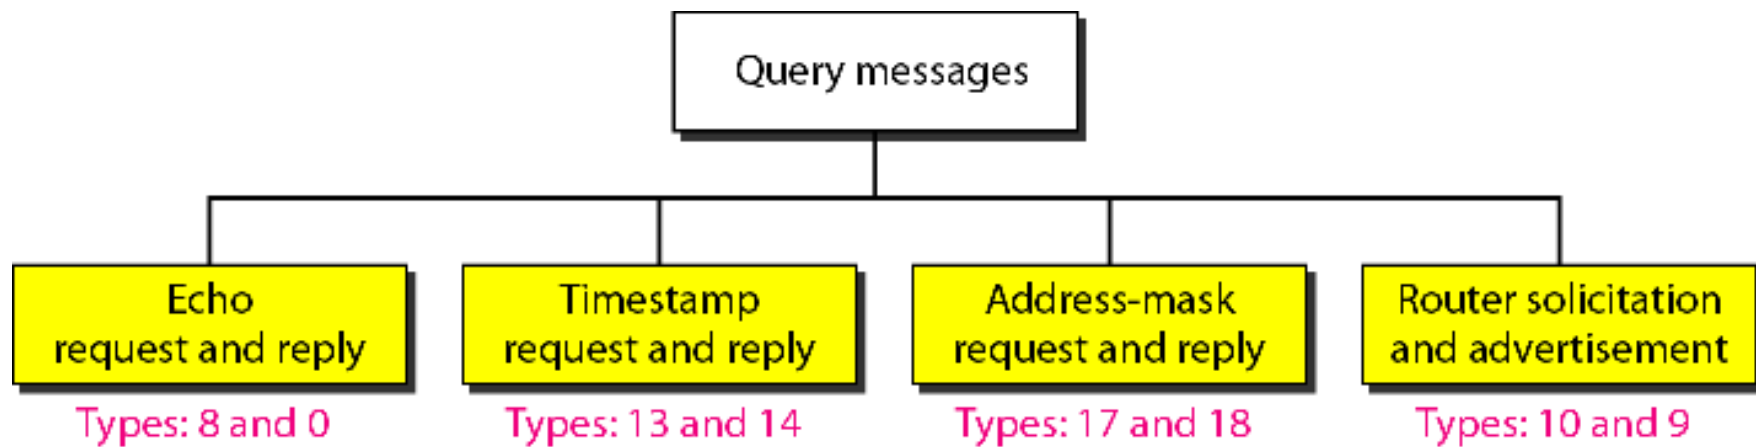 Query messages
Echo
request and reply
Timestamp
request and reply
Address-mask
request and reply
Router solicitation
and advertisement
Types: 8 and 0
Types: 13 and 14
Types: 17 and 18
Types: 10 and 9